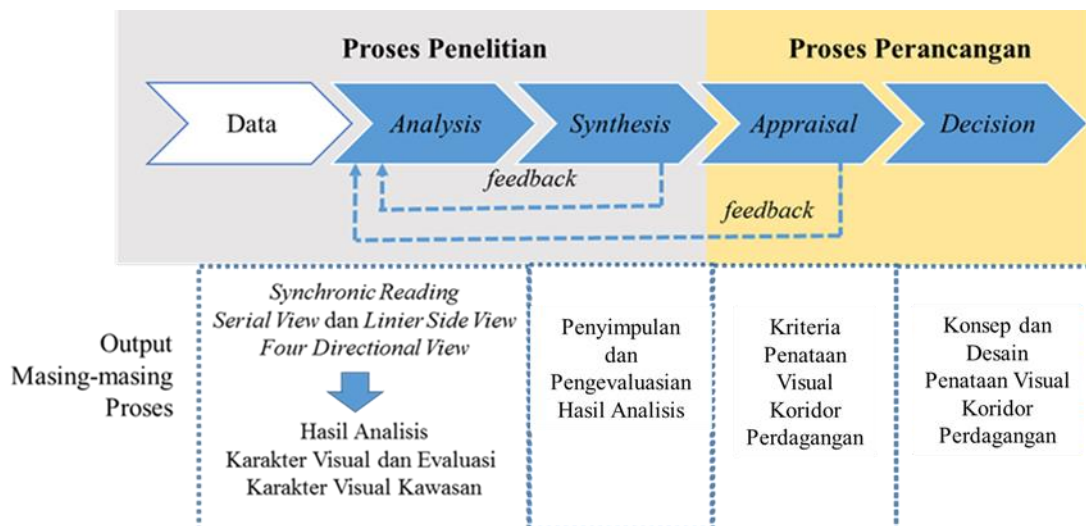 Proses Penelitian
Proses Perancangan
Data
Analysis
Synthesis
Appraisal
Decision
feedback
feedback
Output
Masing-masing
Proses
Synchronic Reading
Serial View dan Linier Side View
Four Directional View
Hasil Analisis
Karakter Visual dan Evaluasi
Karakter Visual Kawasan
Penyimpulan
dan
Pengevaluasian
Hasil Analisis
Kriteria
Penataan
Visual
Koridor
Perdagangan
Konsep dan
Desain
Penataan Visual
Koridor
Perdagangan